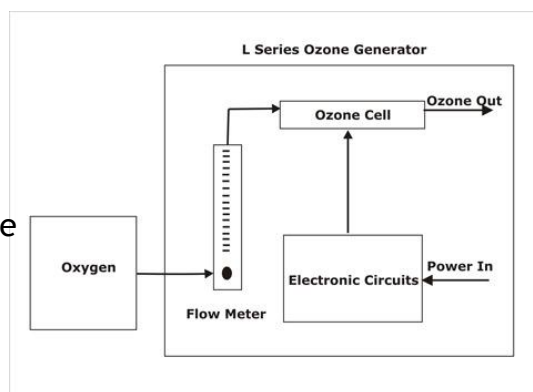 L Series Ozone Generator
Ozone Out
Ozone Cell
e
Oxygen
Power In
Electronic Circuits
Flow Meter